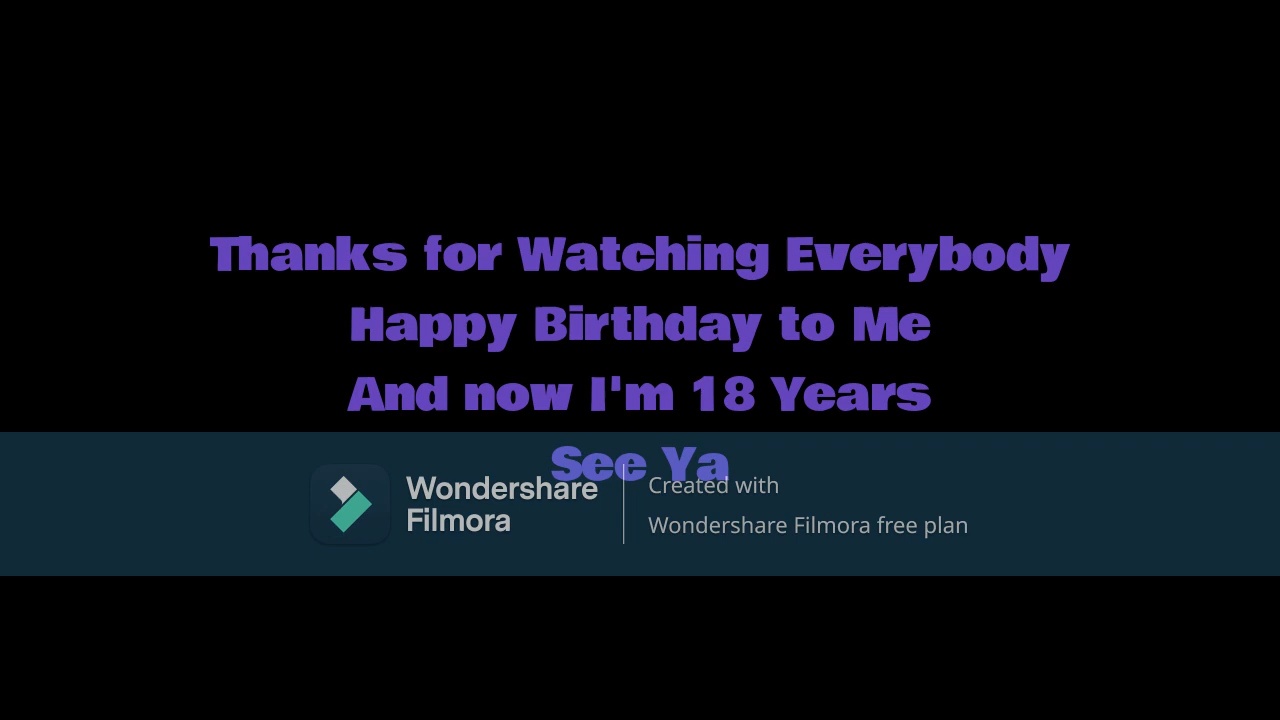 Thanks for Watching Everybody
Happy Birthday to Me
And now I'm 18 Years
See Ya
Wondershare
Filmora
Created with
Wondershare Filmora free plan